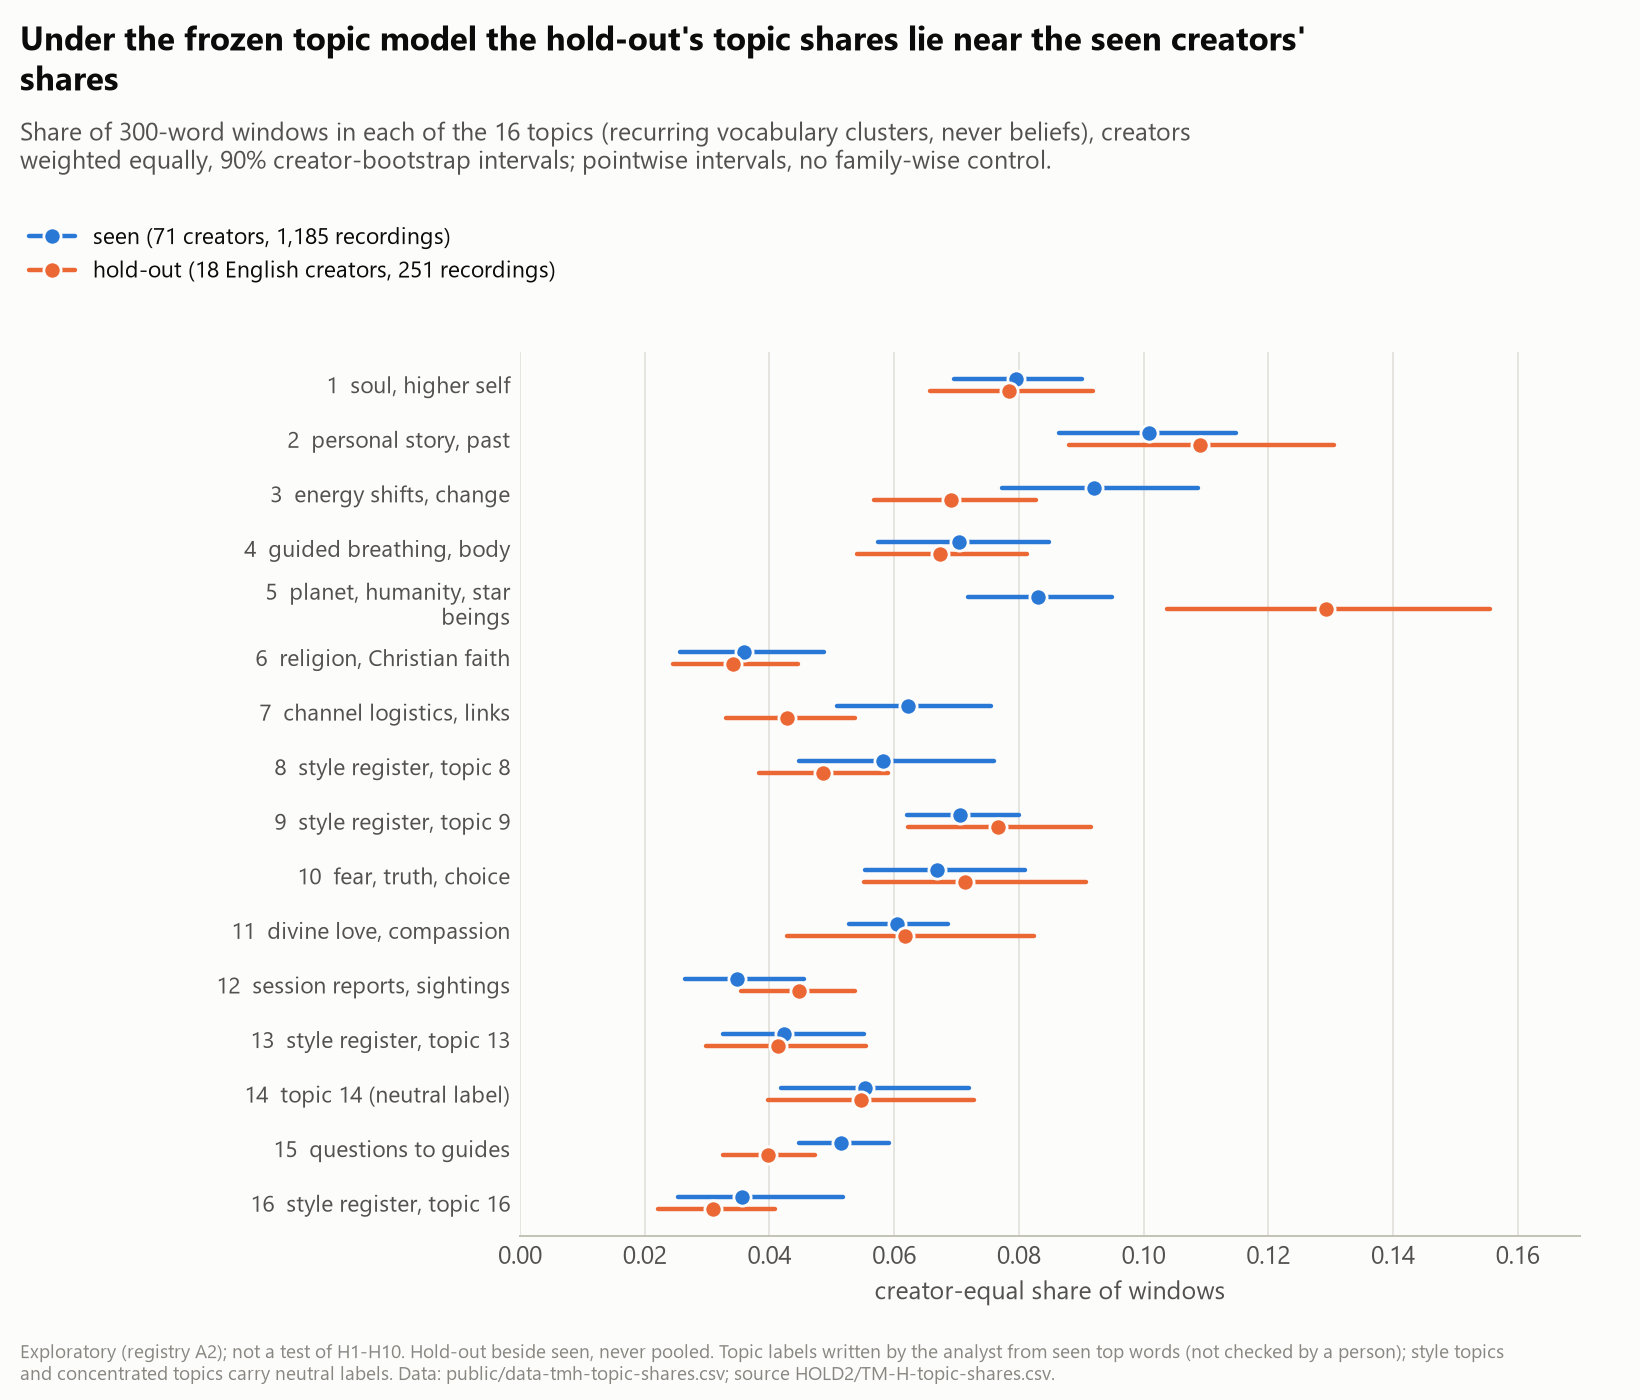 Under the frozen topic model the hold-out's topic shares lie near the seen creators'
shares
Share of 300-word windows in each of the 16 topics (recurring vocabulary clusters, never beliefs), creators
weighted equally, 90% creator-bootstrap intervals; pointwise intervals, no family-wise control.
seen (71 creators, 1,185 recordings)
hold-out (18 English creators, 251 recordings)
1 soul, higher self
2 personal story, past
3 energy shifts, change
4 guided breathing, body
5 planet, humanity, star
beings
6 religion, Christian faith
7 channel logistics, links
8 style register, topic 8
9 style register, topic 9
10 fear, truth, choice
11 divine love, compassion
12 session reports, sightings
13 style register, topic 13
14 topic 14 (neutral label)
15 questions to guides
16 style register, topic 16
0.00 0.02 0.04 0.06 0.08 0.10 0.12 0.14 0.16
creator-equal share of windows
Exploratory (registry A2); not a test of H1-H10. Hold-out beside seen, never pooled. Topic labels written by the analyst from seen top words (not checked by a person); style topics
and concentrated topics carry neutral labels. Data: public/data-tmh-topic-shares.csv; source HOLD2/TM-H-topic-shares.csv.